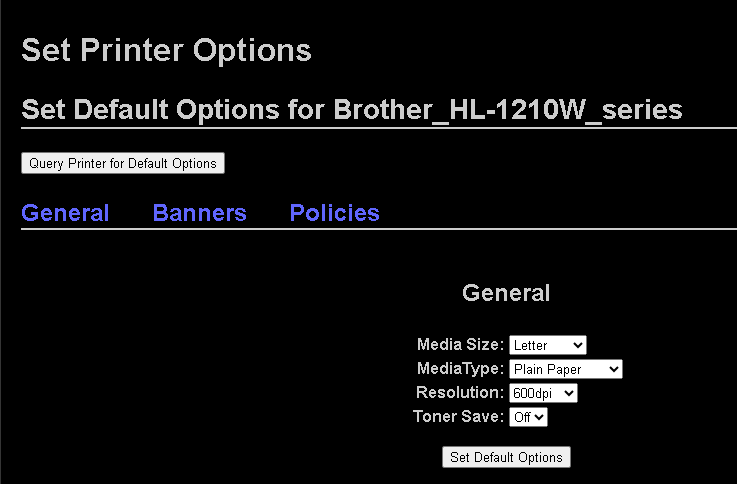 Set Printer Options
Set Default Options for Brother_HL-1210W_series
Query Printer for Default Options
General Banners Policies
General
Media Size: Letter
MediaType: Plain Paper
Resolution: 600dpi
Toner Save: Off
Set Default Options